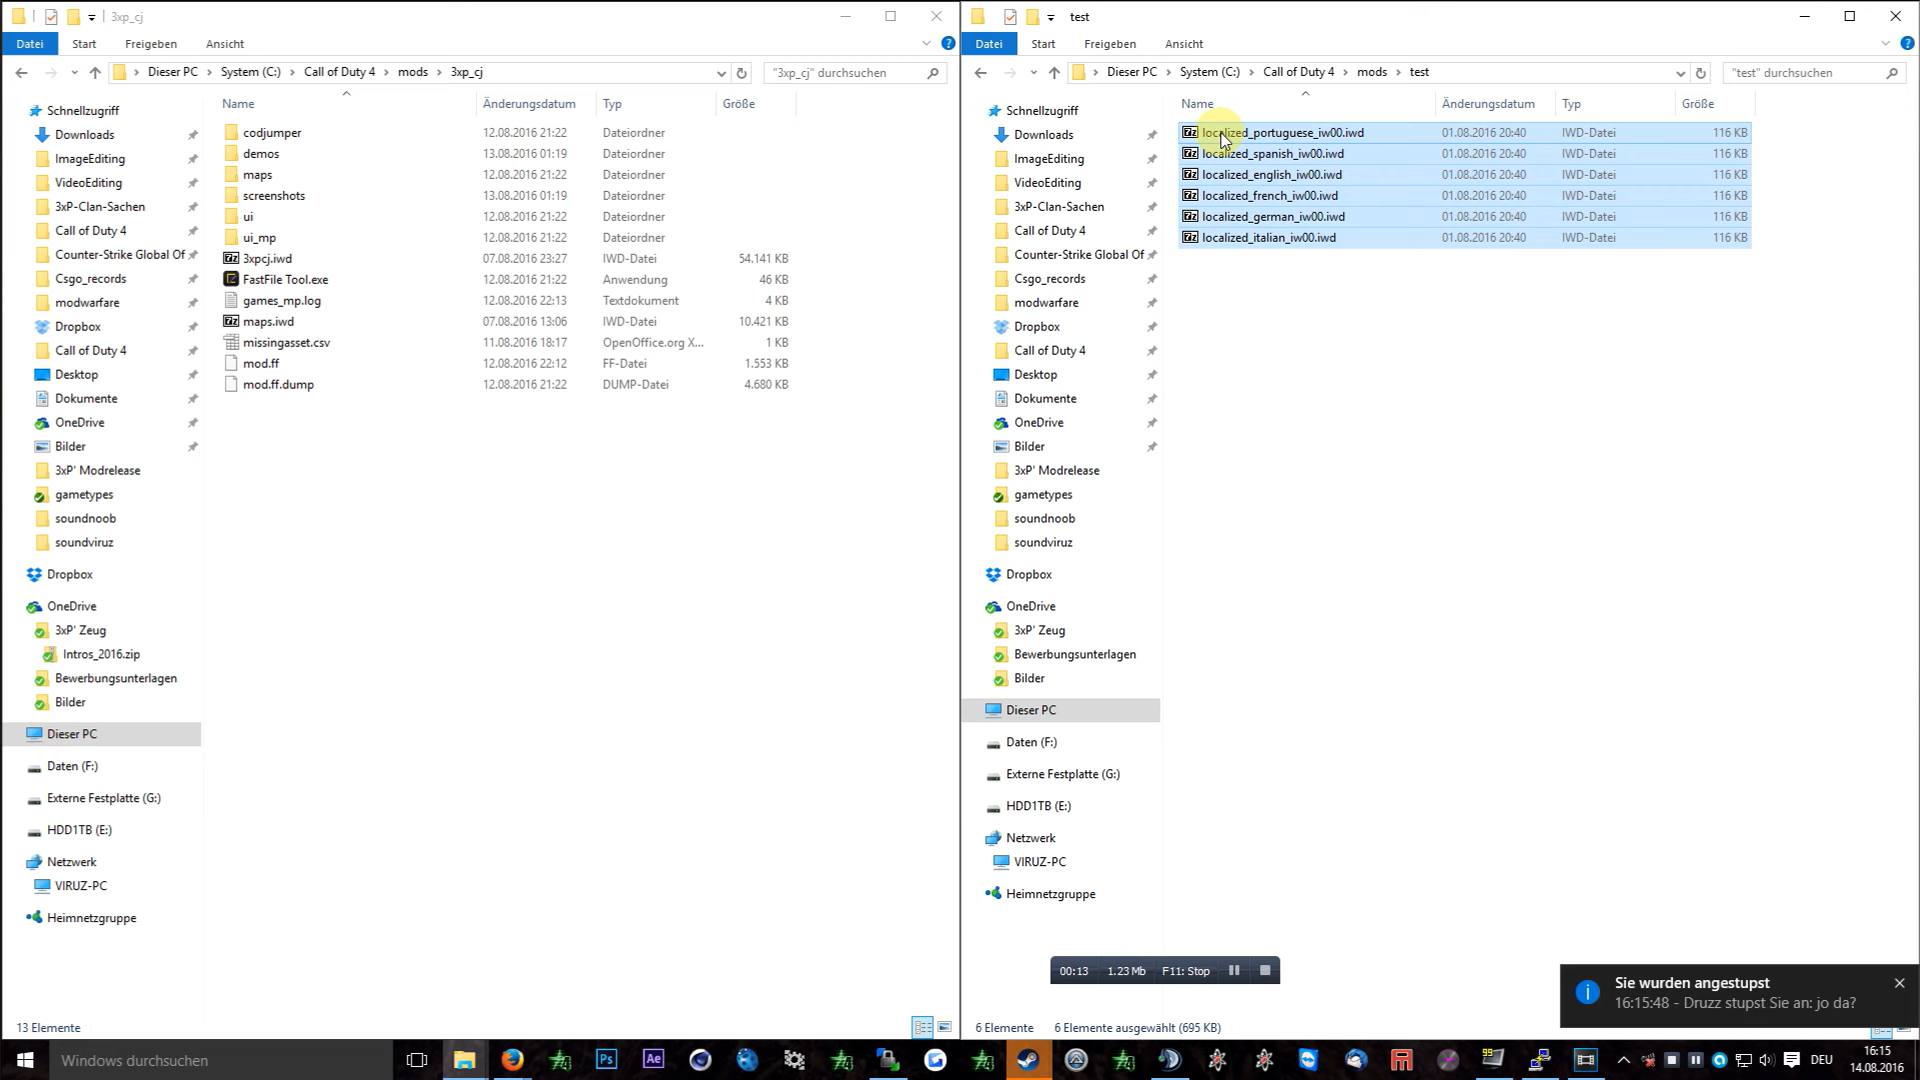 3xp_cj
Datei Start Freigeben Ansicht
Dieser PC System (C:) Call of Duty 4 mods 3xp_cj "3xp_cj" durchsuchen
Schnellzugriff
Downloads
ImageEditing
VideoEditing
3xP-Clan-Sachen
Call of Duty 4
Counter-Strike Global Of
Csgo_records
modwarfare
Dropbox
Call of Duty 4
Desktop
Dokumente
OneDrive
Bilder
3xP' Modrelease
gametypes
soundnoob
soundviruz
Dropbox
OneDrive
3xP' Zeug
Intros_2016.zip
Bewerbungsunterlagen
Bilder
Dieser PC
Daten (F:)
Externe Festplatte (G:)
HDD1TB (E:)
Netzwerk
VIRUZ-PC
Heimnetzgruppe
Name Änderungsdatum Typ Größe
codjumper 12.08.2016 21:22 Dateiordner
demos 13.08.2016 01:19 Dateiordner
maps 12.08.2016 21:22 Dateiordner
screenshots 13.08.2016 01:19 Dateiordner
ui 12.08.2016 21:22 Dateiordner
ui_mp 12.08.2016 21:22 Dateiordner
3xpcj.iwd 07.08.2016 23:27 IWD-Datei 54.141 KB
FastFile Tool.exe 12.08.2016 21:22 Anwendung 46 KB
games_mp.log 12.08.2016 22:13 Textdokument 4 KB
maps.iwd 07.08.2016 13:06 IWD-Datei 10.421 KB
missingasset.csv 11.08.2016 18:17 OpenOffice.org X... 1 KB
mod.ff 12.08.2016 22:12 FF-Datei 1.553 KB
mod.ff.dump 12.08.2016 21:22 DUMP-Datei 4.680 KB
13 Elemente
test
Datei Start Freigeben Ansicht
Dieser PC System (C:) Call of Duty 4 mods test "test" durchsuchen
Schnellzugriff
Downloads
ImageEditing
VideoEditing
3xP-Clan-Sachen
Call of Duty 4
Counter-Strike Global Of
Csgo_records
modwarfare
Dropbox
Call of Duty 4
Desktop
Dokumente
OneDrive
Bilder
3xP' Modrelease
gametypes
soundnoob
soundviruz
Dropbox
OneDrive
3xP' Zeug
Bewerbungsunterlagen
Bilder
Dieser PC
Daten (F:)
Externe Festplatte (G:)
HDD1TB (E:)
Netzwerk
VIRUZ-PC
Heimnetzgruppe
Name Änderungsdatum Typ Größe
localized_portuguese_iw00.iwd 01.08.2016 20:40 IWD-Datei 116 KB
localized_spanish_iw00.iwd 01.08.2016 20:40 IWD-Datei 116 KB
localized_english_iw00.iwd 01.08.2016 20:40 IWD-Datei 116 KB
localized_french_iw00.iwd 01.08.2016 20:40 IWD-Datei 116 KB
localized_german_iw00.iwd 01.08.2016 20:40 IWD-Datei 116 KB
localized_italian_iw00.iwd 01.08.2016 20:40 IWD-Datei 116 KB
00:13 1.23 Mb F11: Stop
Sie wurden angestupst
16:15:48 - Druzz stupst Sie an: jo da?
6 Elemente 6 Elemente ausgewählt (695 KB)
Windows durchsuchen
Ps Ae 99 DEU
16:15
14.08.2016